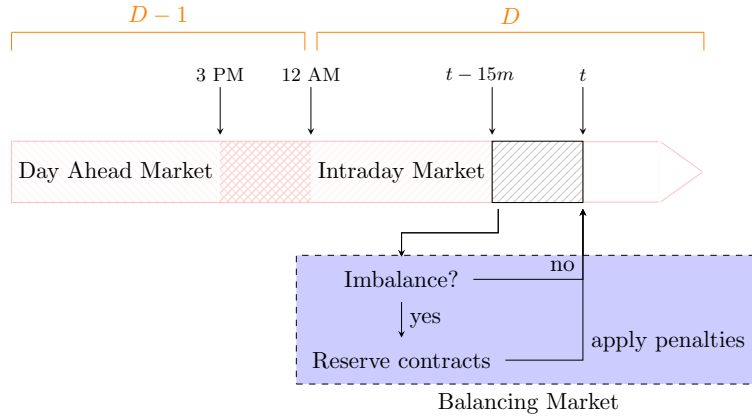 D − 1
D
3 PM
12 AM
t − 15m
t
Day Ahead Market
Intraday Market
Imbalance?
no
yes
apply penalties
Reserve contracts
Balancing Market